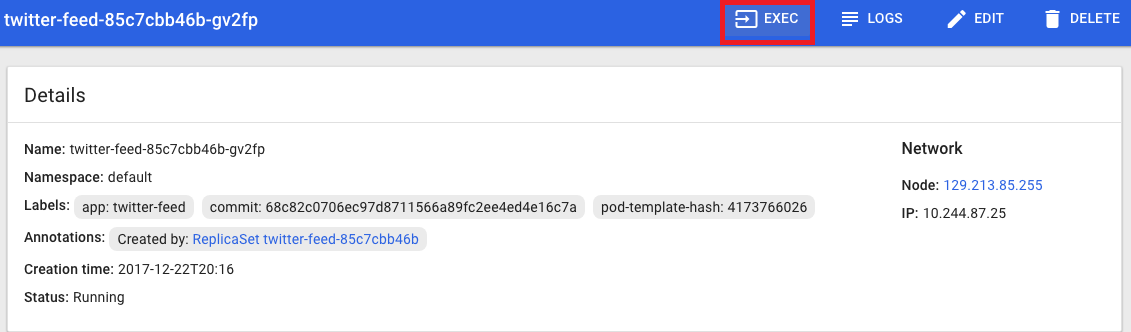 twitter-feed-85c7cbb46b-gv2fp EXEC LOGS EDIT DELETE
Details
Name: twitter-feed-85c7cbb46b-gv2fp
Namespace: default
Labels: app: twitter-feed commit: 68c82c0706ec97d8711566a89fc2ee4ed4e16c7a pod-template-hash: 4173766026
Annotations: Created by: ReplicaSet twitter-feed-85c7cbb46b
Creation time: 2017-12-22T20:16
Status: Running
Network
Node: 129.213.85.255
IP: 10.244.87.25